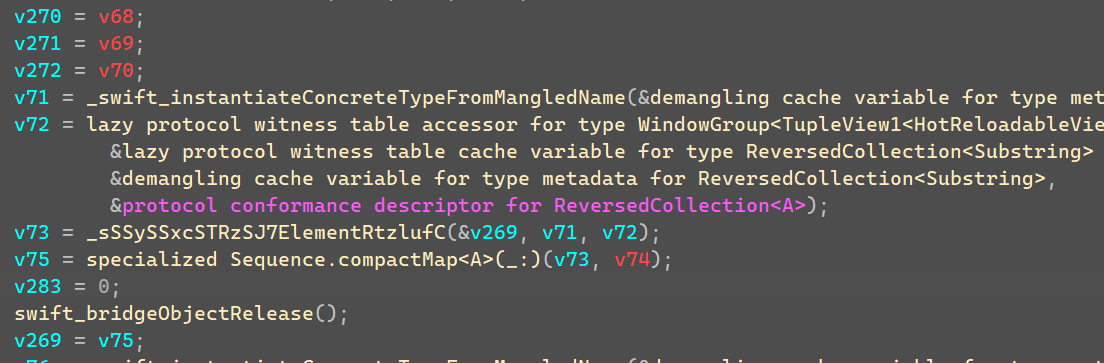 v270 = v68;
v271 = v69;
v272 = v70;
v71 = _swift_instantiateConcreteTypeFromMangledName(&demangling cache variable for type met
v72 = lazy protocol witness table accessor for type WindowGroup<TupleView1<HotReloadableVie
&lazy protocol witness table cache variable for type ReversedCollection<Substring>
&demangling cache variable for type metadata for ReversedCollection<Substring>,
&protocol conformance descriptor for ReversedCollection<A>);
v73 = _sSSySSxcSTRzSJ7ElementRtzlufC(&v269, v71, v72);
v75 = specialized Sequence.compactMap<A>(_:)(v73, v74);
v283 = 0;
swift_bridgeObjectRelease();
v269 = v75;